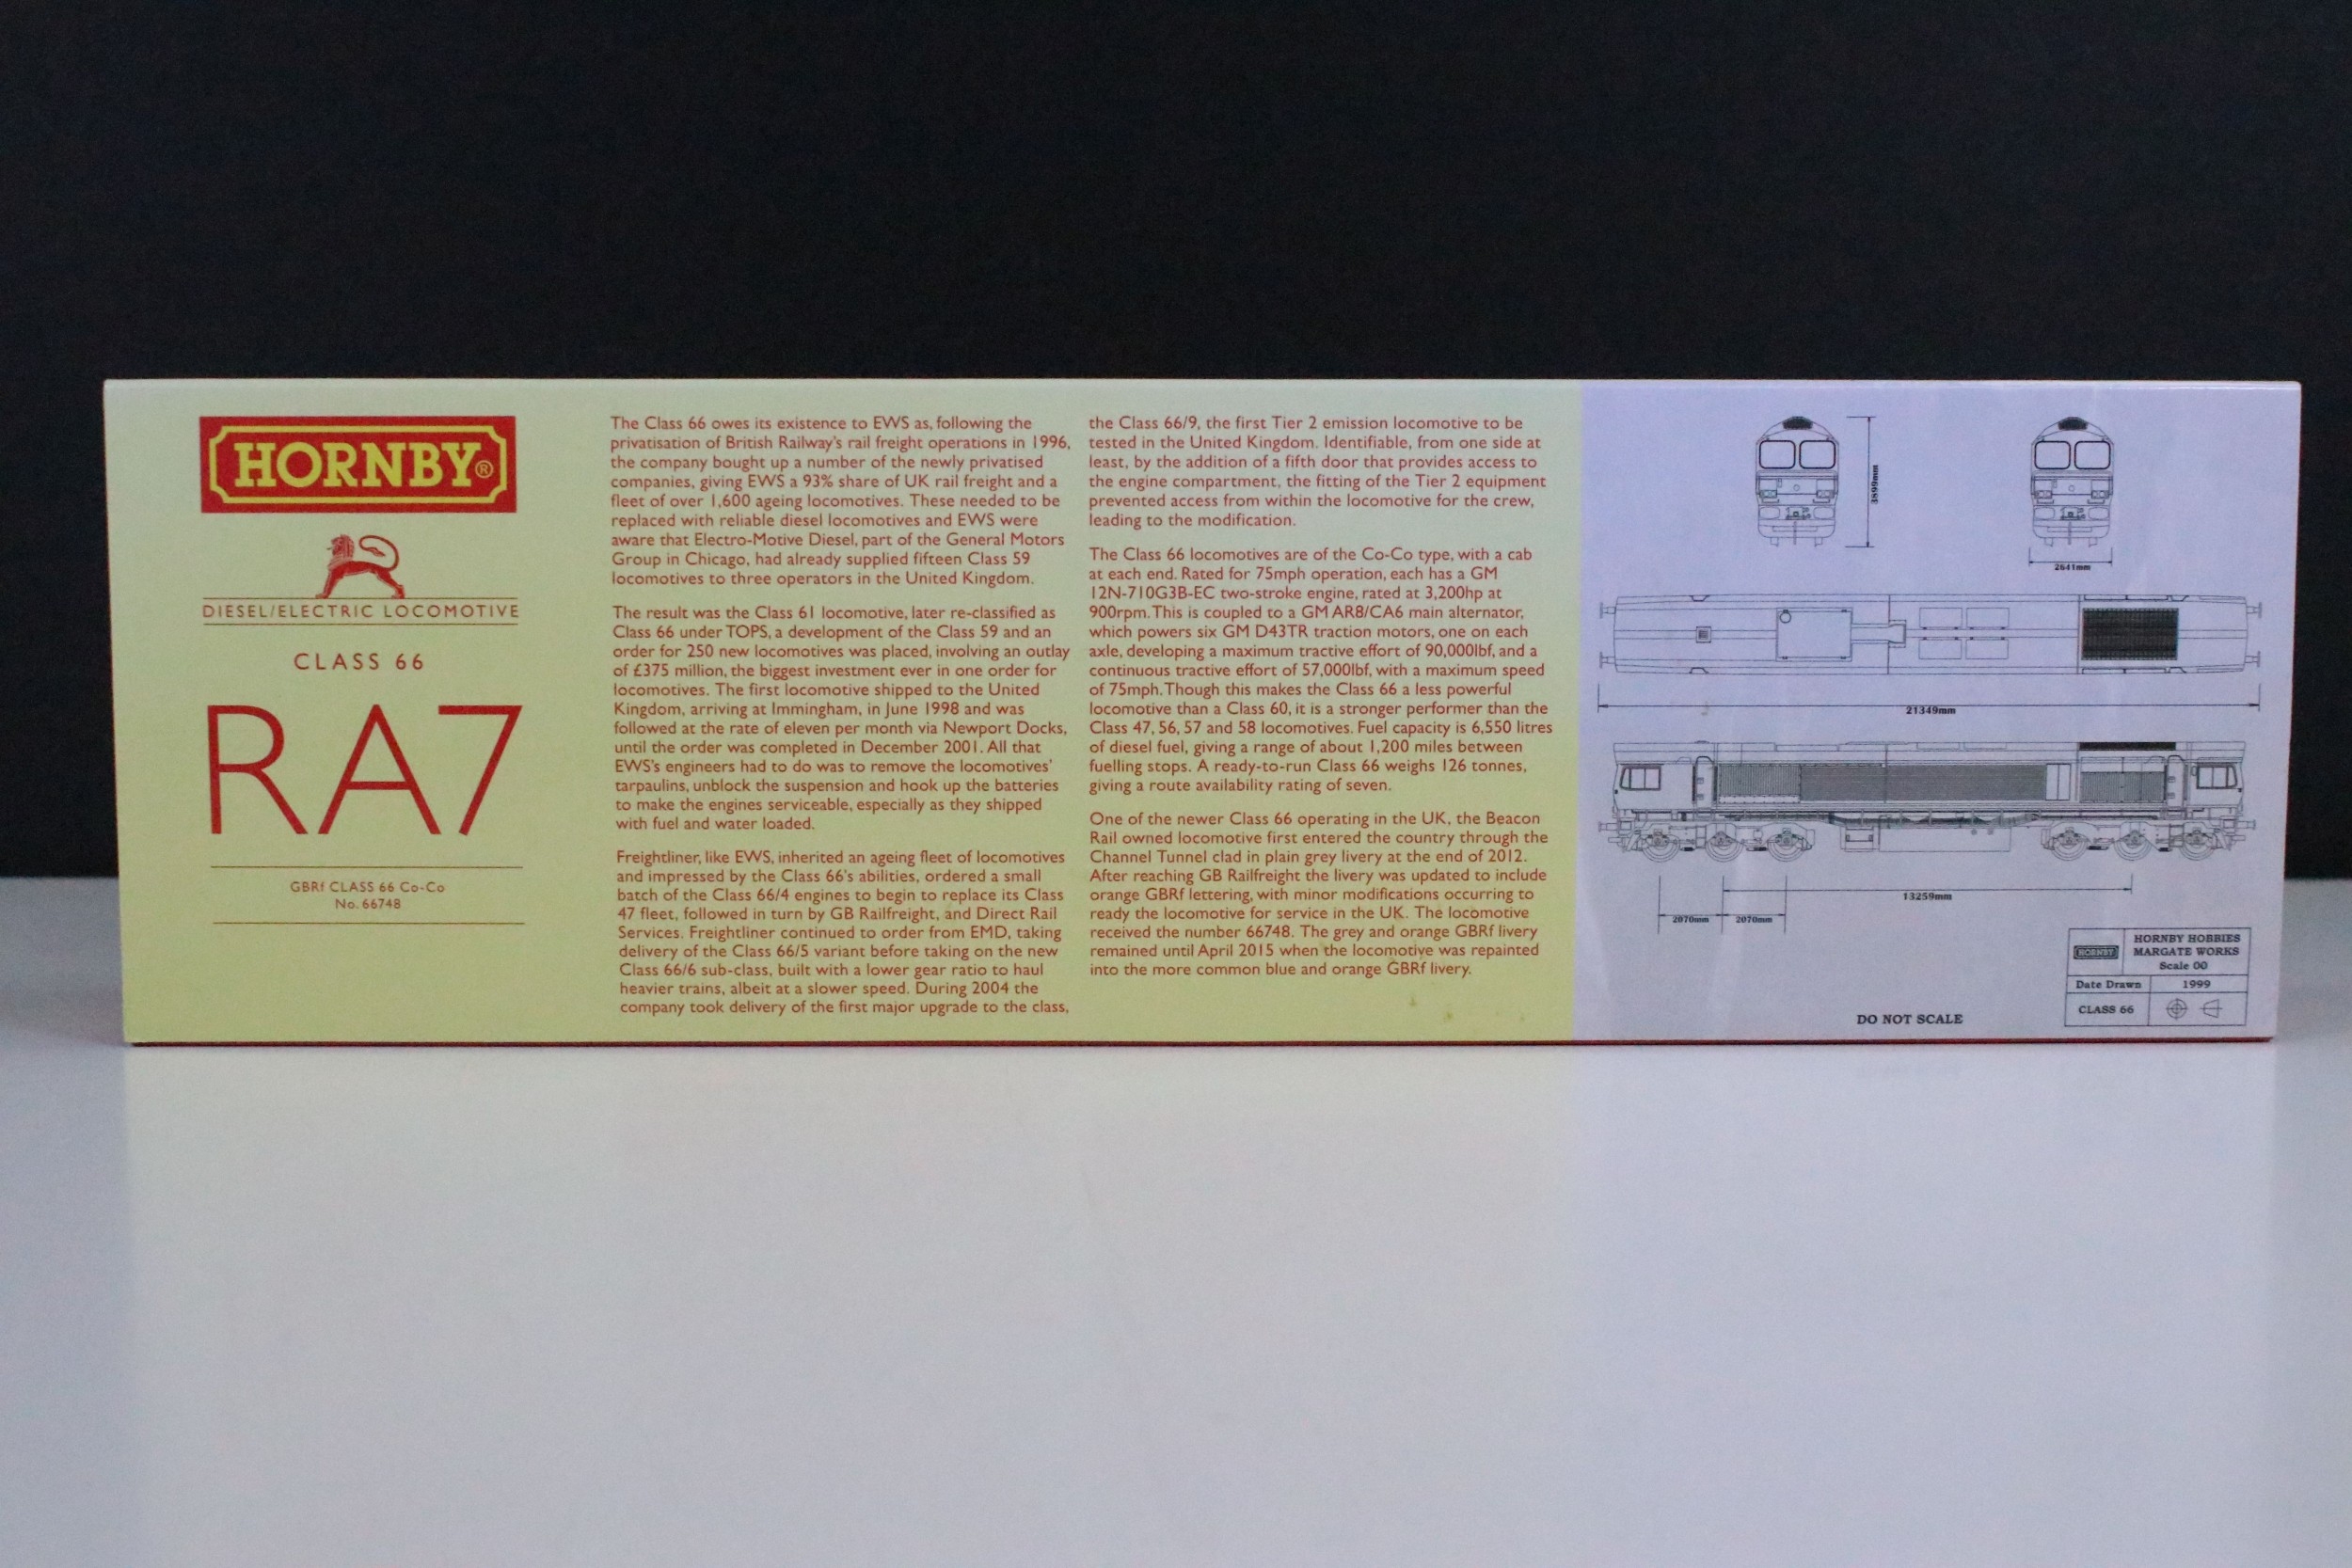 HORNBY®
DIESEL/ELECTRIC LOCOMOTIVE
CLASS 66
RA7
GBRf CLASS 66 Co-Co
No. 66748
The Class 66 owes its existence to EWS as, following the
privatisation of British Railway's rail freight operations in 1996,
the company bought up a number of the newly privatised
companies, giving EWS a 93% share of UK rail freight and a
fleet of over 1,600 ageing locomotives. These needed to be
replaced with reliable diesel locomotives and EWS were
aware that Electro-Motive Diesel, part of the General Motors
Group in Chicago, had already supplied fifteen Class 59
locomotives to three operators in the United Kingdom.
The result was the Class 61 locomotive, later re-classified as
Class 66 under TOPS, a development of the Class 59 and an
order for 250 new locomotives was placed, involving an outlay
of £375 million, the biggest investment ever in one order for
locomotives. The first locomotive shipped to the United
Kingdom, arriving at Immingham, in June 1998 and was
followed at the rate of eleven per month via Newport Docks,
until the order was completed in December 2001. All that
EWS's engineers had to do was to remove the locomotives'
tarpaulins, unblock the suspension and hook up the batteries
to make the engines serviceable, especially as they shipped
with fuel and water loaded.
Freightliner, like EWS, inherited an ageing fleet of locomotives
and impressed by the Class 66's abilities, ordered a small
batch of the Class 66/4 engines to begin to replace its Class
47 fleet, followed in turn by GB Railfreight, and Direct Rail
Services. Freightliner continued to order from EMD, taking
delivery of the Class 66/5 variant before taking on the new
Class 66/6 sub-class, built with a lower gear ratio to haul
heavier trains, albeit at a slower speed. During 2004 the
company took delivery of the first major upgrade to the class,
the Class 66/9, the first Tier 2 emission locomotive to be
tested in the United Kingdom. Identifiable, from one side at
least, by the addition of a fifth door that provides access to
the engine compartment, the fitting of the Tier 2 equipment
prevented access from within the locomotive for the crew,
leading to the modification.
The Class 66 locomotives are of the Co-Co type, with a cab
at each end. Rated for 75mph operation, each has a GM
12N-710G3B-EC two-stroke engine, rated at 3,200hp at
900rpm. This is coupled to a GM AR8/CA6 main alternator,
which powers six GM D43TR traction motors, one on each
axle, developing a maximum tractive effort of 90,000lbf, and a
continuous tractive effort of 57,000lbf, with a maximum speed
of 75mph. Though this makes the Class 66 a less powerful
locomotive than a Class 60, it is a stronger performer than the
Class 47, 56, 57 and 58 locomotives. Fuel capacity is 6,550 litres
of diesel fuel, giving a range of about 1,200 miles between
fuelling stops. A ready-to-run Class 66 weighs 126 tonnes,
giving a route availability rating of seven.
One of the newer Class 66 operating in the UK, the Beacon
Rail owned locomotive first entered the country through the
Channel Tunnel clad in plain grey livery at the end of 2012.
After reaching GB Railfreight the livery was updated to include
orange GBRf lettering, with minor modifications occurring to
ready the locomotive for service in the UK. The locomotive
received the number 66748. The grey and orange GBRf livery
remained until April 2015 when the locomotive was repainted
into the more common blue and orange GBRf livery.
3899mm
2641mm
21349mm
13259mm
2070mm 2070mm
DO NOT SCALE
HORNBY
HORNBY HOBBIES
MARGATE WORKS
Scale 00
Date Drawn 1999
CLASS 66